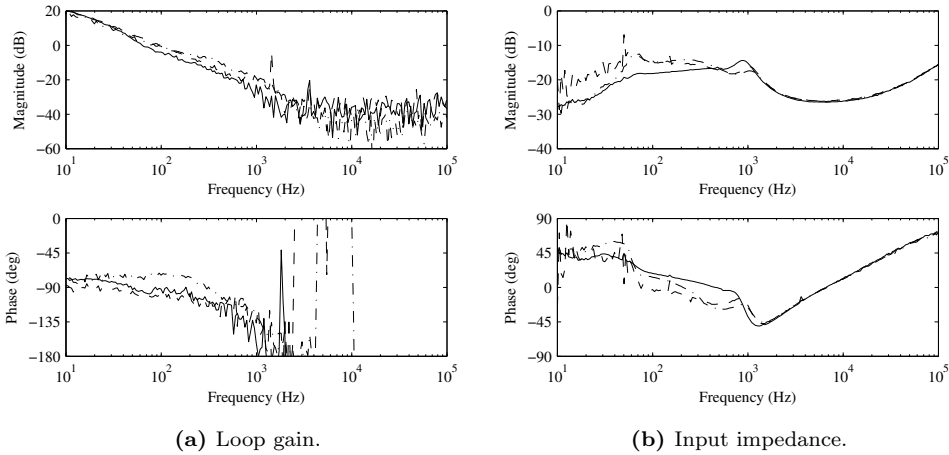 20
0
−20
−40
−60
Magnitude (dB)
10^1 10^2 10^3 10^4 10^5
Frequency (Hz)
0
−45
−90
−135
−180
Phase (deg)
10^1 10^2 10^3 10^4 10^5
Frequency (Hz)
(a) Loop gain.
0
−10
−20
−30
−40
Magnitude (dB)
10^1 10^2 10^3 10^4 10^5
Frequency (Hz)
90
45
0
−45
−90
Phase (deg)
10^1 10^2 10^3 10^4 10^5
Frequency (Hz)
(b) Input impedance.